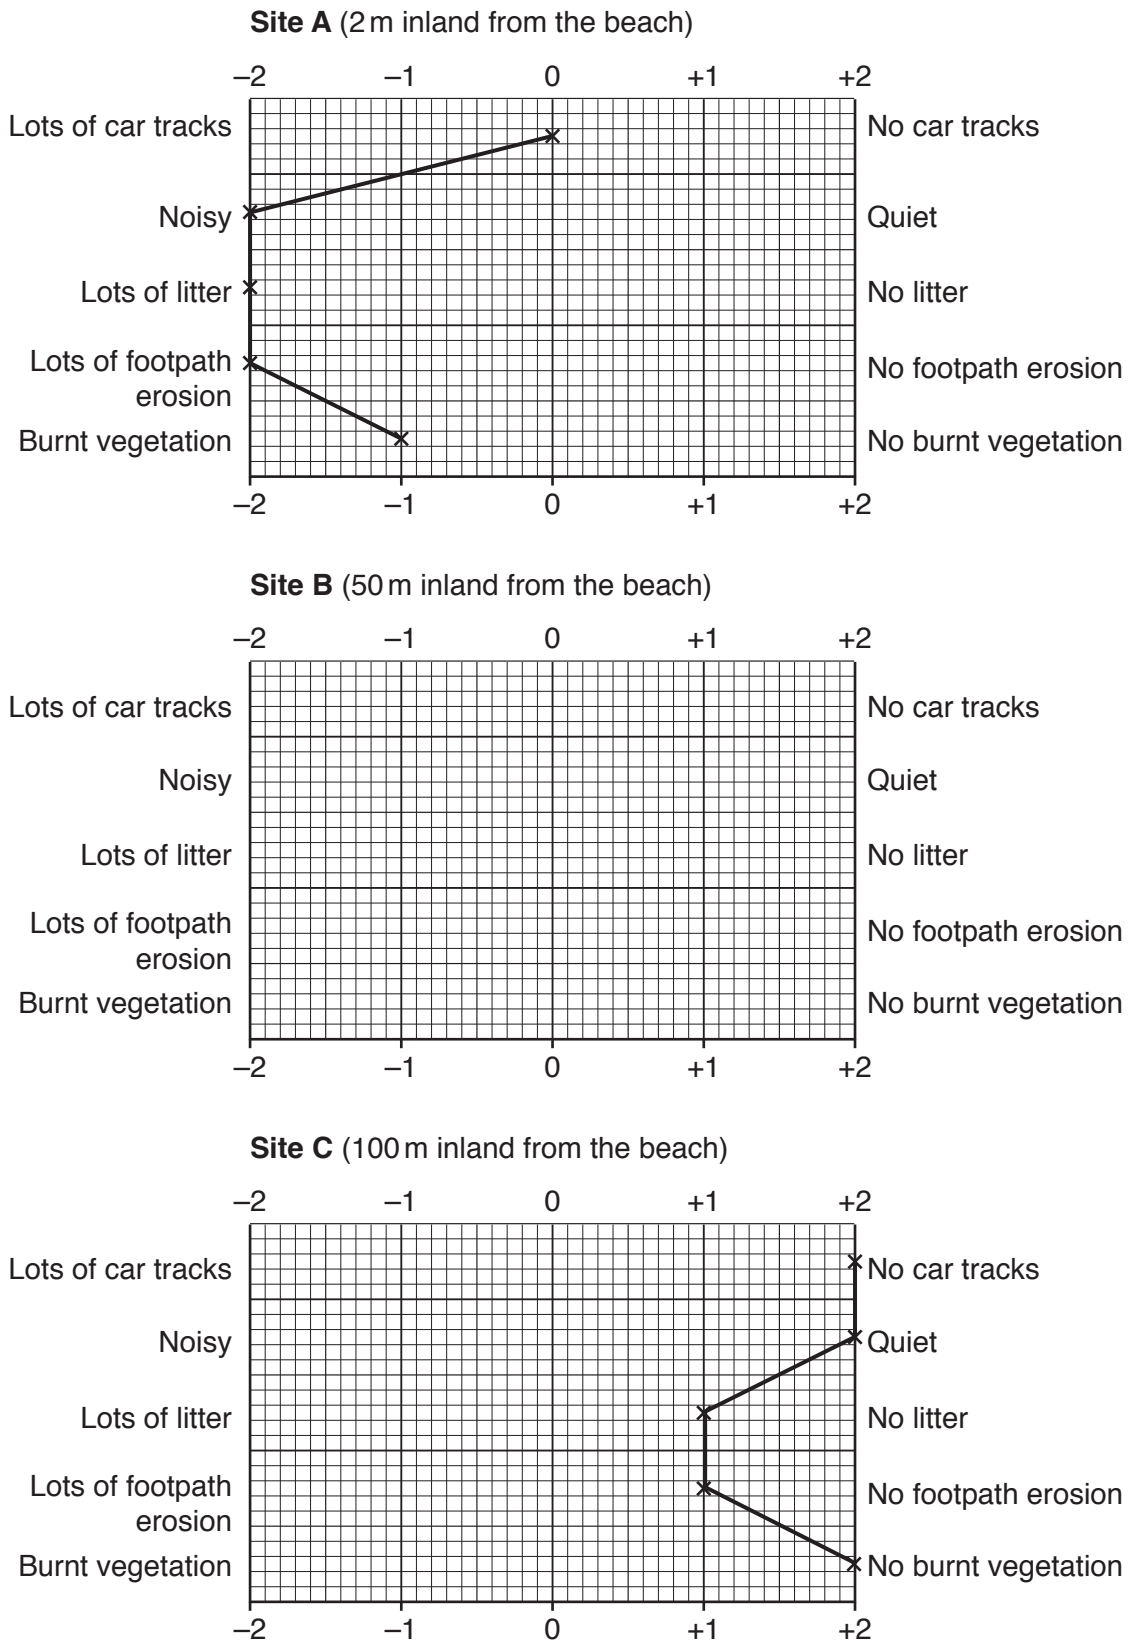 Site A (2 m inland from the beach)
–2 –1 0 +1 +2
Lots of car tracks No car tracks
Noisy Quiet
Lots of litter No litter
Lots of footpath
erosion No footpath erosion
Burnt vegetation No burnt vegetation
–2 –1 0 +1 +2
Site B (50 m inland from the beach)
–2 –1 0 +1 +2
Lots of car tracks No car tracks
Noisy Quiet
Lots of litter No litter
Lots of footpath
erosion No footpath erosion
Burnt vegetation No burnt vegetation
–2 –1 0 +1 +2
Site C (100 m inland from the beach)
–2 –1 0 +1 +2
Lots of car tracks No car tracks
Noisy Quiet
Lots of litter No litter
Lots of footpath
erosion No footpath erosion
Burnt vegetation No burnt vegetation
–2 –1 0 +1 +2